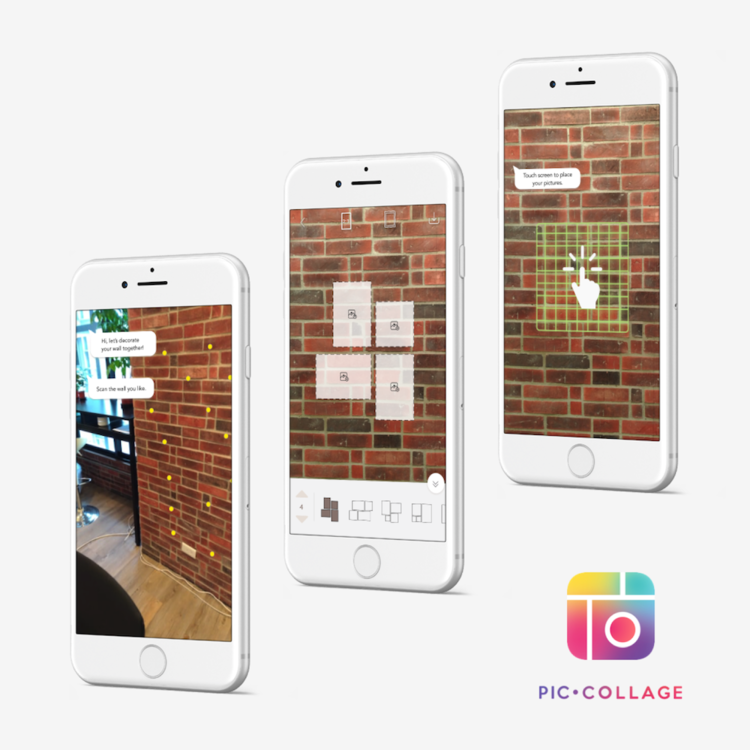 Hi, let's decorate
your wall together!
Scan the wall you like.
4
Touch screen to place
your pictures.
PIC•COLLAGE